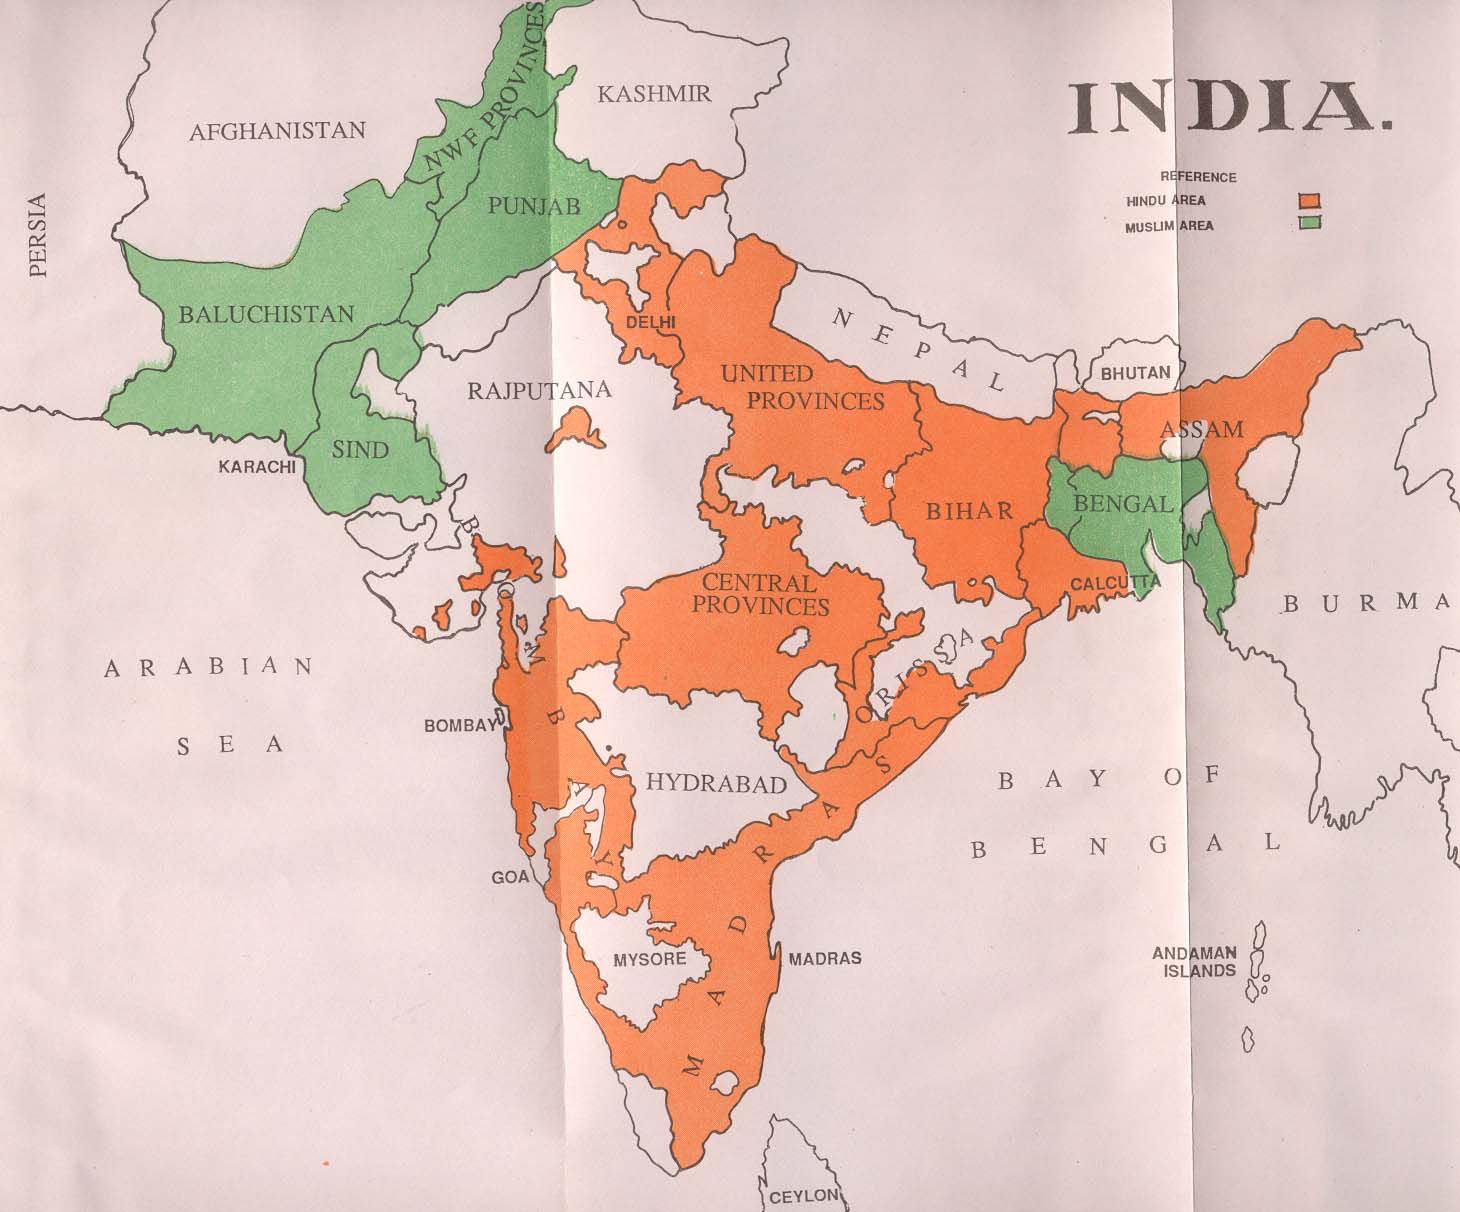 INDIA.
REFERENCE
HINDU AREA
MUSLIM AREA
NWF PROVINCES
KASHMIR
AFGHANISTAN
PERSIA
PUNJAB
BALUCHISTAN
DELHI
NEPAL
UNITED
PROVINCES
BHUTAN
RAJPUTANA
ASSAM
SIND
KARACHI
BIHAR
BENGAL
CENTRAL
PROVINCES
CALCUTTA
BURMA
ARABIAN
SEA
ORISSA
BOMBAY
BOMBAY
HYDRABAD
BAY OF
BENGAL
MADRAS
GOA
MYSORE
MADRAS
ANDAMAN
ISLANDS
CEYLON